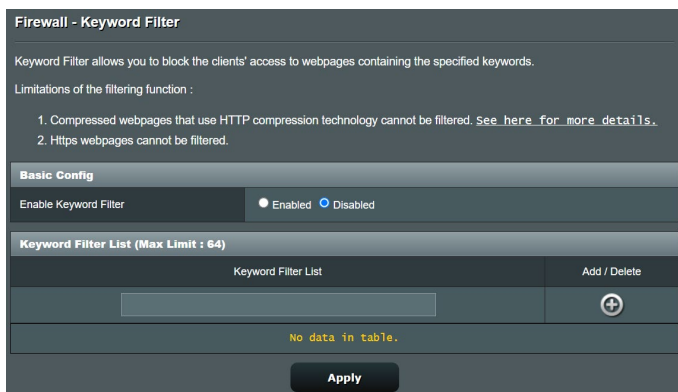 Firewall - Keyword Filter
Keyword Filter allows you to block the clients' access to webpages containing the specified keywords.
Limitations of the filtering function :
1. Compressed webpages that use HTTP compression technology cannot be filtered. See here for more details.
2. Https webpages cannot be filtered.
Basic Config
Enable Keyword Filter Enabled Disabled
Keyword Filter List (Max Limit : 64)
Keyword Filter List Add / Delete
No data in table.
Apply